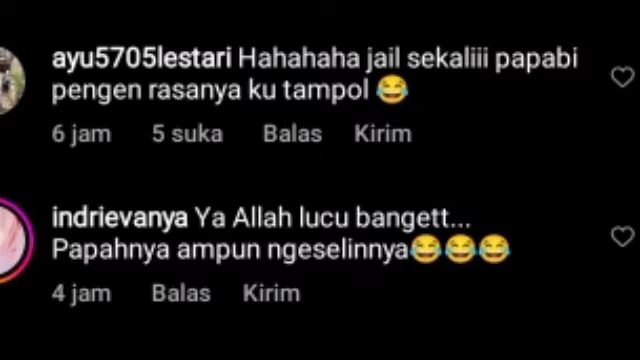 ayu5705lestari Hahahaha jail sekaliii papabi
pengen rasanya ku tampol 😂
6 jam 5 suka Balas Kirim
indrievanya Ya Allah lucu bangett...
Papahnya ampun ngeselinnya😂😂😂
4 jam Balas Kirim